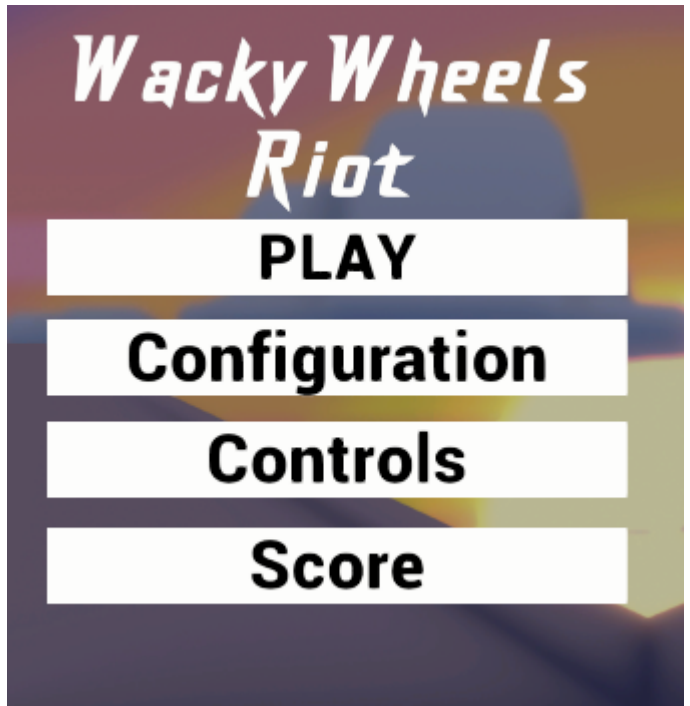 Wacky Wheels
Riot
PLAY
Configuration
Controls
Score